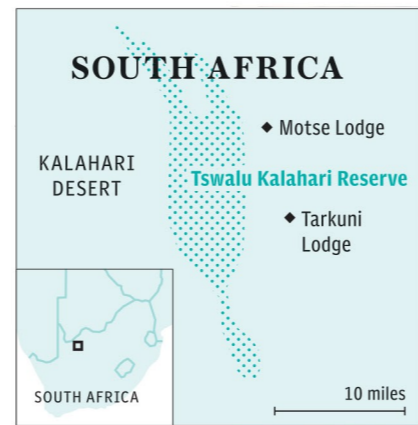 SOUTH AFRICA
Motse Lodge
KALAHARI
DESERT
Tswalu Kalahari Reserve
Tarkuni
Lodge
SOUTH AFRICA
10 miles